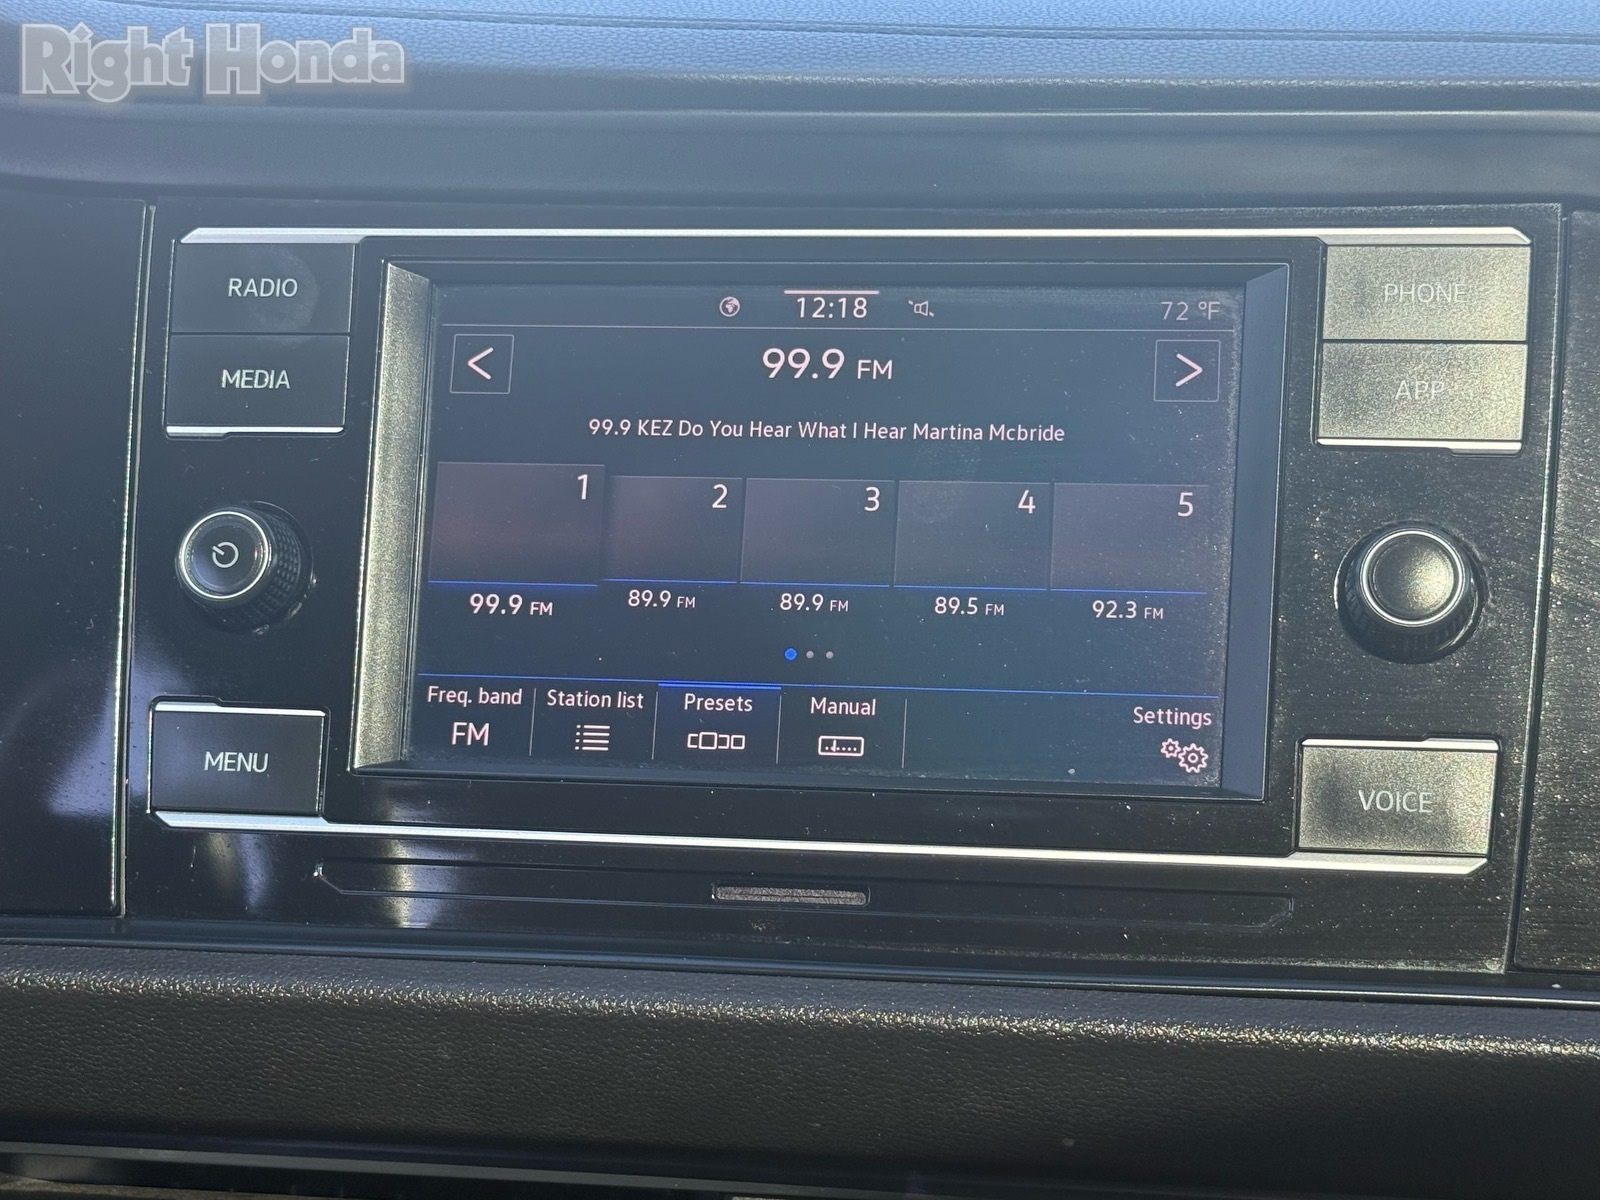 Right Honda
RADIO
MEDIA
MENU
12:18
72 °F
99.9 FM
99.9 KEZ Do You Hear What I Hear Martina Mcbride
1
2
3
4
5
99.9 FM
89.9 FM
89.9 FM
89.5 FM
92.3 FM
Freq. band
FM
Station list
Presets
Manual
Settings
PHONE
APP
VOICE